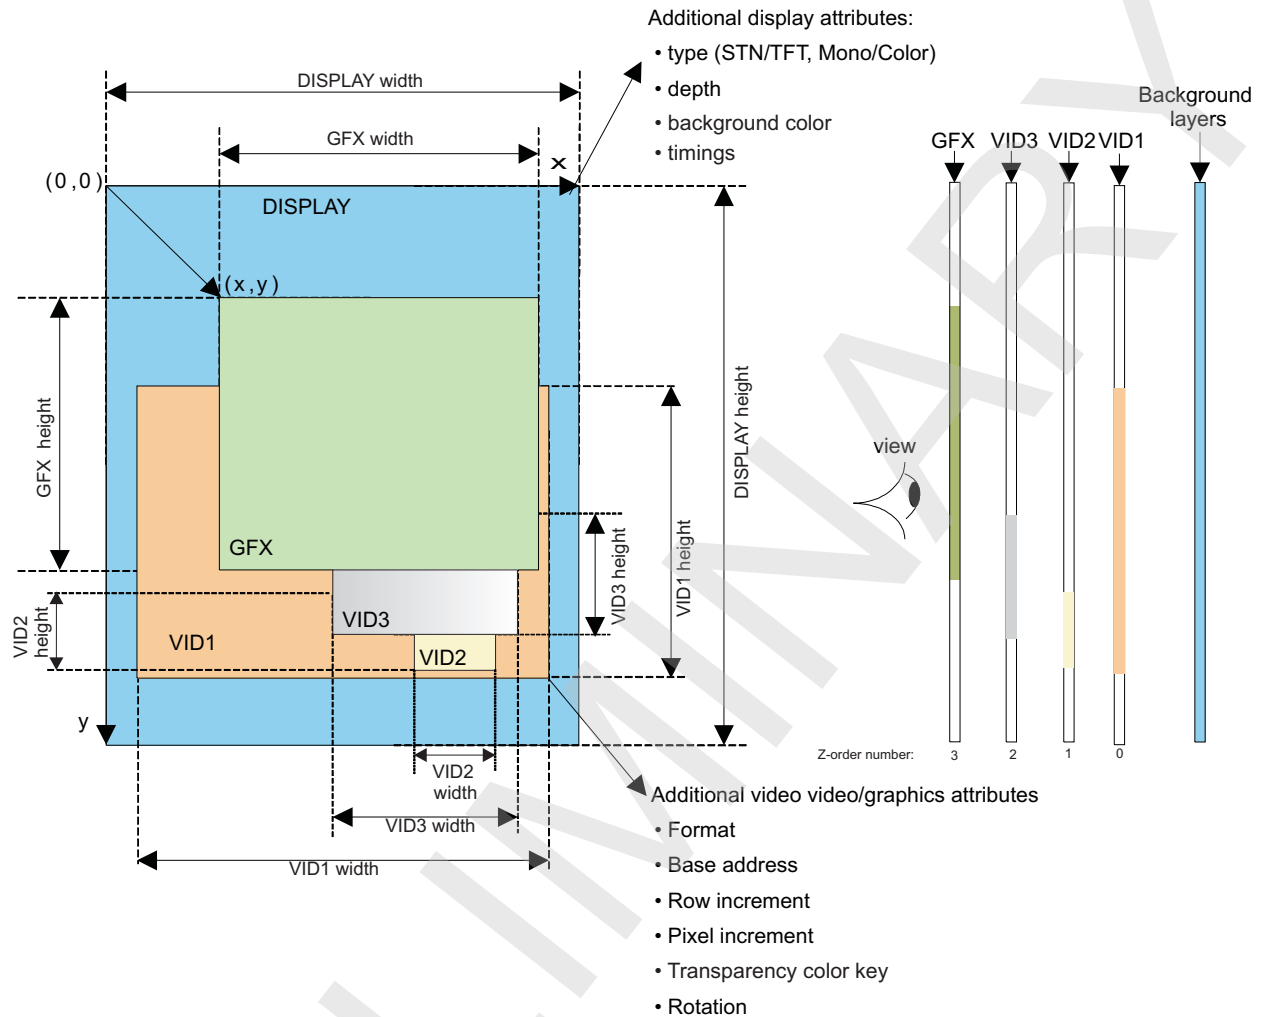 Additional display attributes:
• type (STN/TFT, Mono/Color)
• depth
• background color
• timings
DISPLAY width
GFX width
x
(0,0)
DISPLAY
(x,y)
GFX height
GFX
VID2
height
VID1
VID3
VID2
VID3 height
VID1 height
DISPLAY height
y
VID2
width
VID3 width
VID1 width
Background
layers
GFX VID3 VID2 VID1
view
Z-order number: 3 2 1 0
Additional video video/graphics attributes
• Format
• Base address
• Row increment
• Pixel increment
• Transparency color key
• Rotation